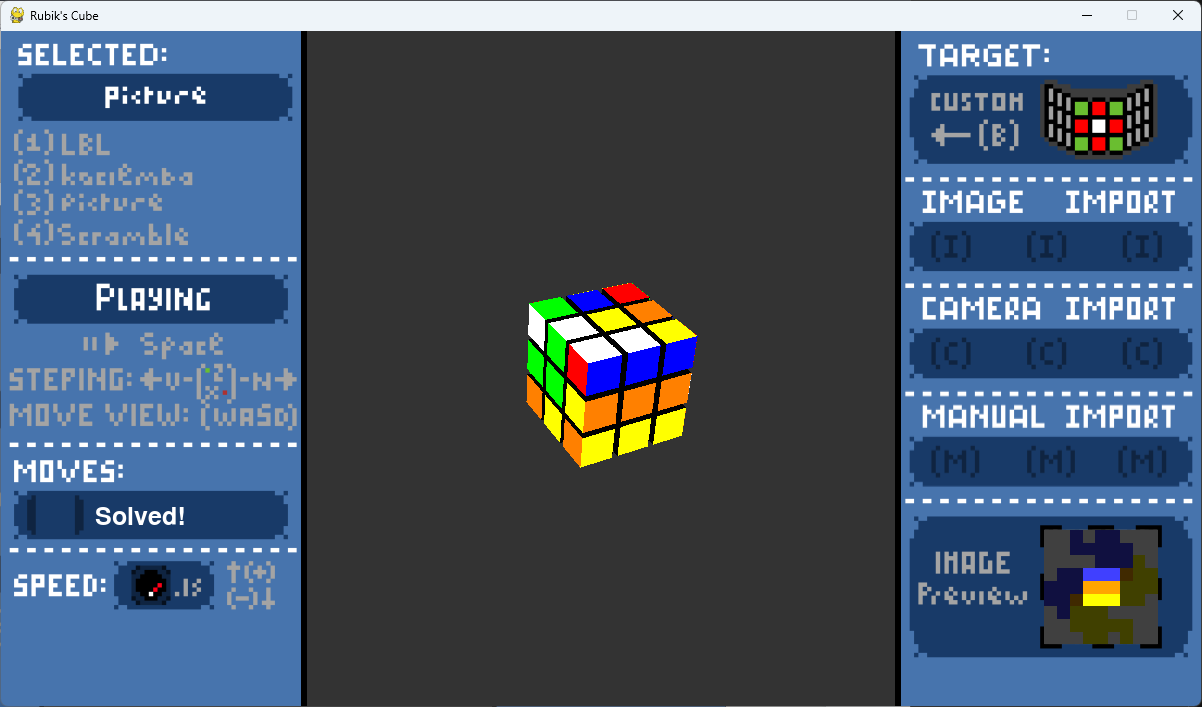 Rubik's Cube
SELECTED:
Picture
(1) LBL
(2) kociemba
(3) Picture
(4) Scramble
PLAYING
Space
STEPING:
MOVE VIEW: (WASD)
MOVES:
Solved!
SPEED: .1s (+)
(-)
TARGET:
CUSTOM
(B)
IMAGE IMPORT
(I) (I) (I)
CAMERA IMPORT
(C) (C) (C)
MANUAL IMPORT
(M) (M) (M)
IMAGE
Preview